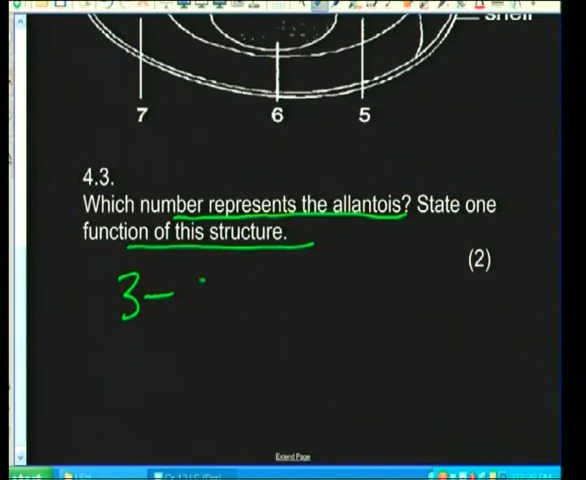 shell
7 6 5
4.3.
Which number represents the allantois? State one
function of this structure.
(2)
3-
Extend Page